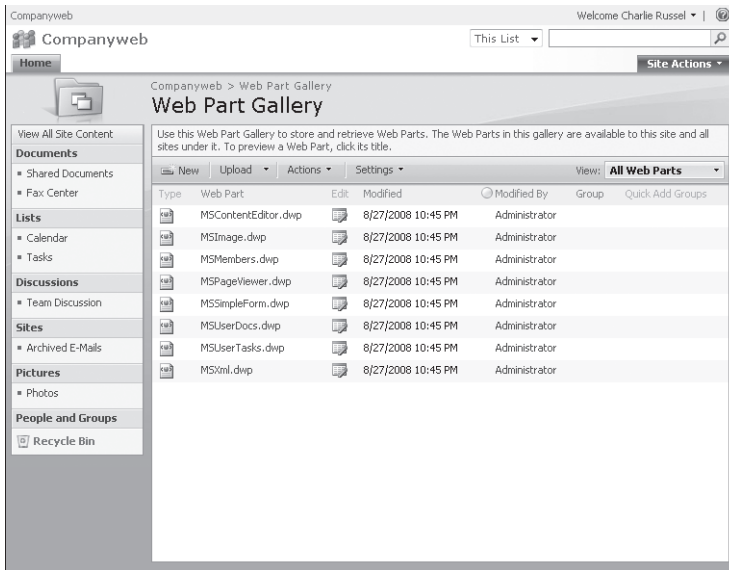 Companyweb
Welcome Charlie Russel
Companyweb
This List
Home
Site Actions
Companyweb > Web Part Gallery
Web Part Gallery
View All Site Content
Documents
Shared Documents
Fax Center
Lists
Calendar
Tasks
Discussions
Team Discussion
Sites
Archived E-Mails
Pictures
Photos
People and Groups
Recycle Bin
Use this Web Part Gallery to store and retrieve Web Parts. The Web Parts in this gallery are available to this site and all
sites under it. To preview a Web Part, click its title.
New Upload Actions Settings View: All Web Parts
Type Web Part Edit Modified Modified By Group Quick Add Groups
MSContentEditor.dwp 8/27/2008 10:45 PM Administrator
MSImage.dwp 8/27/2008 10:45 PM Administrator
MSMembers.dwp 8/27/2008 10:45 PM Administrator
MSPageViewer.dwp 8/27/2008 10:45 PM Administrator
MSSimpleForm.dwp 8/27/2008 10:45 PM Administrator
MSUserDocs.dwp 8/27/2008 10:45 PM Administrator
MSUserTasks.dwp 8/27/2008 10:45 PM Administrator
MSXml.dwp 8/27/2008 10:45 PM Administrator